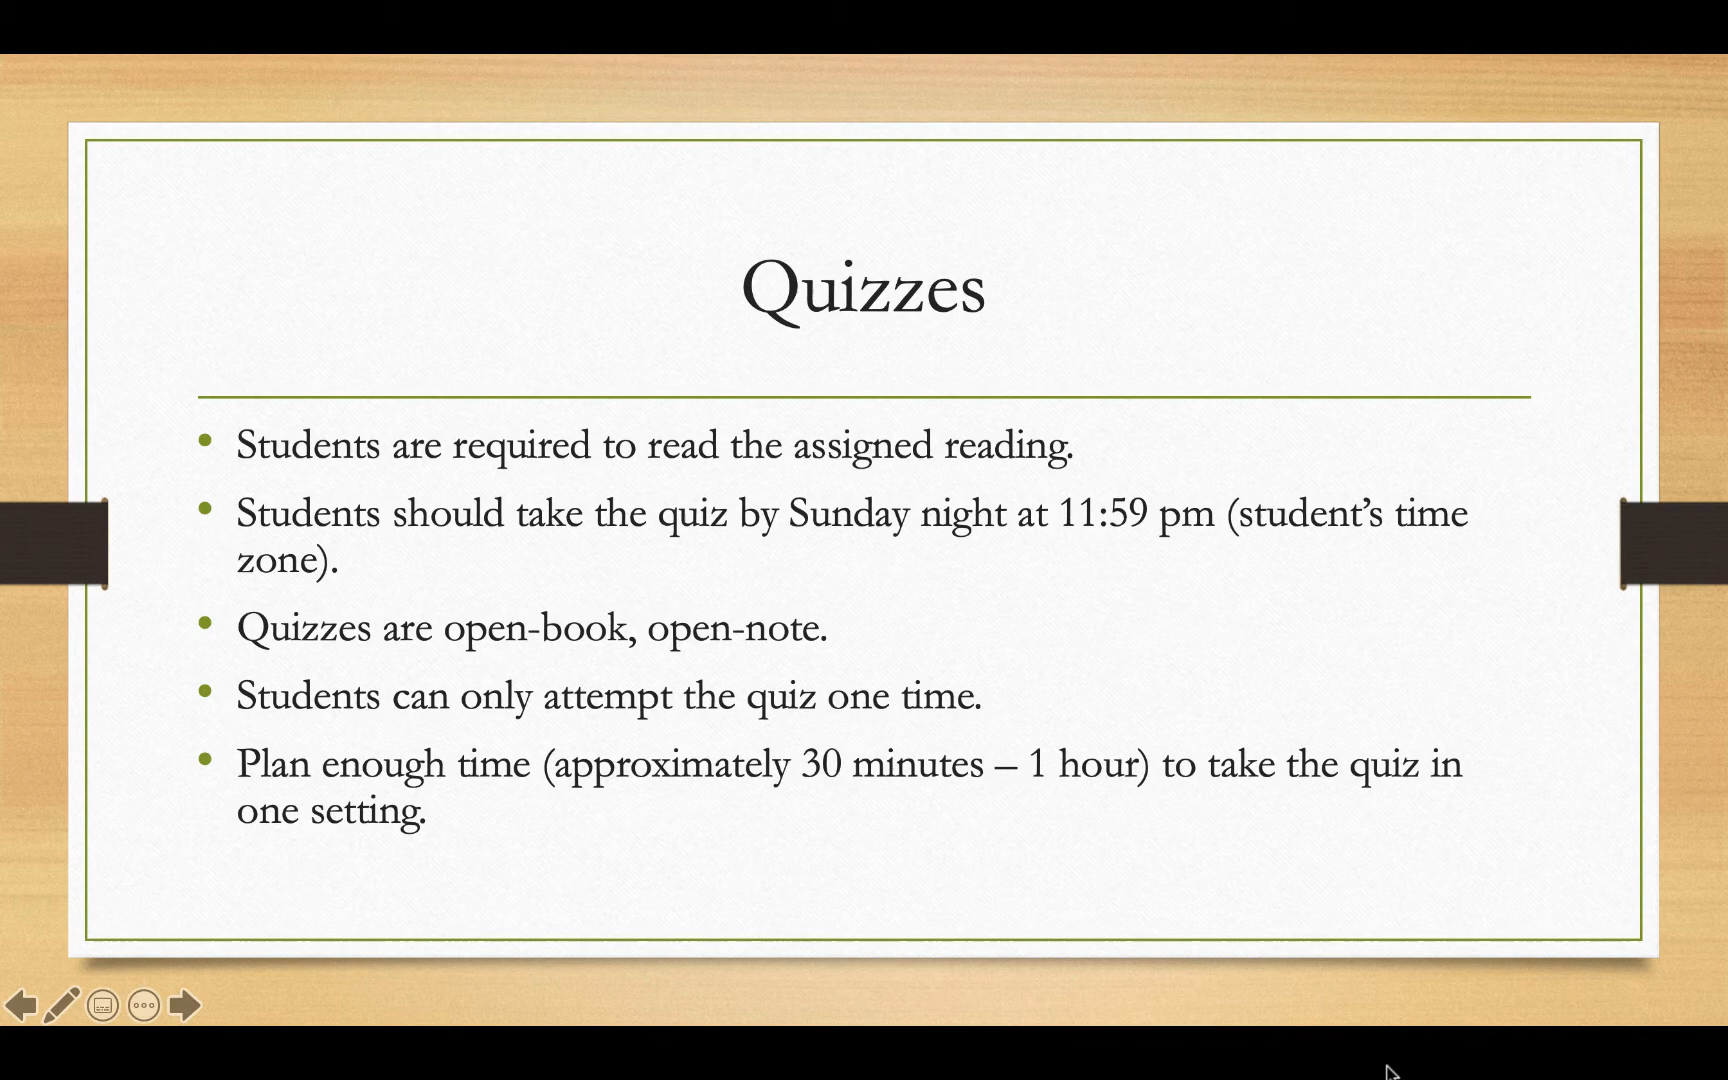 Quizzes
• Students are required to read the assigned reading.
• Students should take the quiz by Sunday night at 11:59 pm (student’s time
zone).
• Quizzes are open-book, open-note.
• Students can only attempt the quiz one time.
• Plan enough time (approximately 30 minutes – 1 hour) to take the quiz in
one setting.